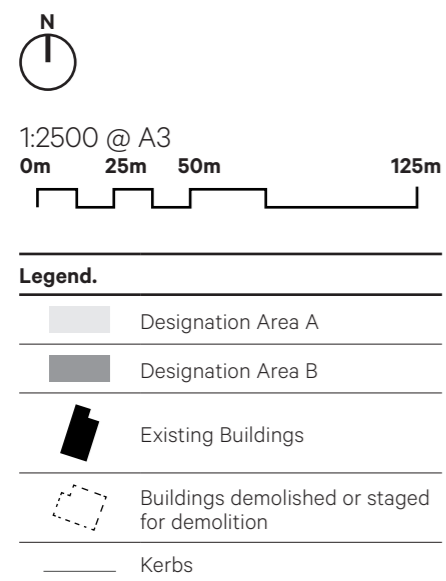 N
1:2500 @ A3
0m 25m 50m 125m
Legend.
Designation Area A
Designation Area B
Existing Buildings
Buildings demolished or staged
for demolition
Kerbs